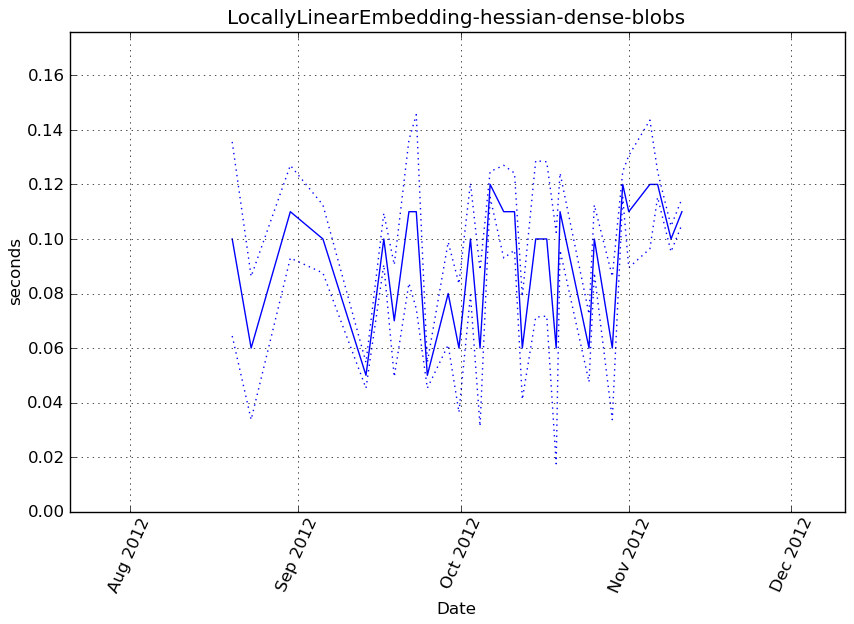 LocallyLinearEmbedding-hessian-dense-blobs
0.16
0.14
0.12
0.10
0.08
0.06
0.04
0.02
0.00
seconds
Aug 2012
Sep 2012
Oct 2012
Nov 2012
Dec 2012
Date